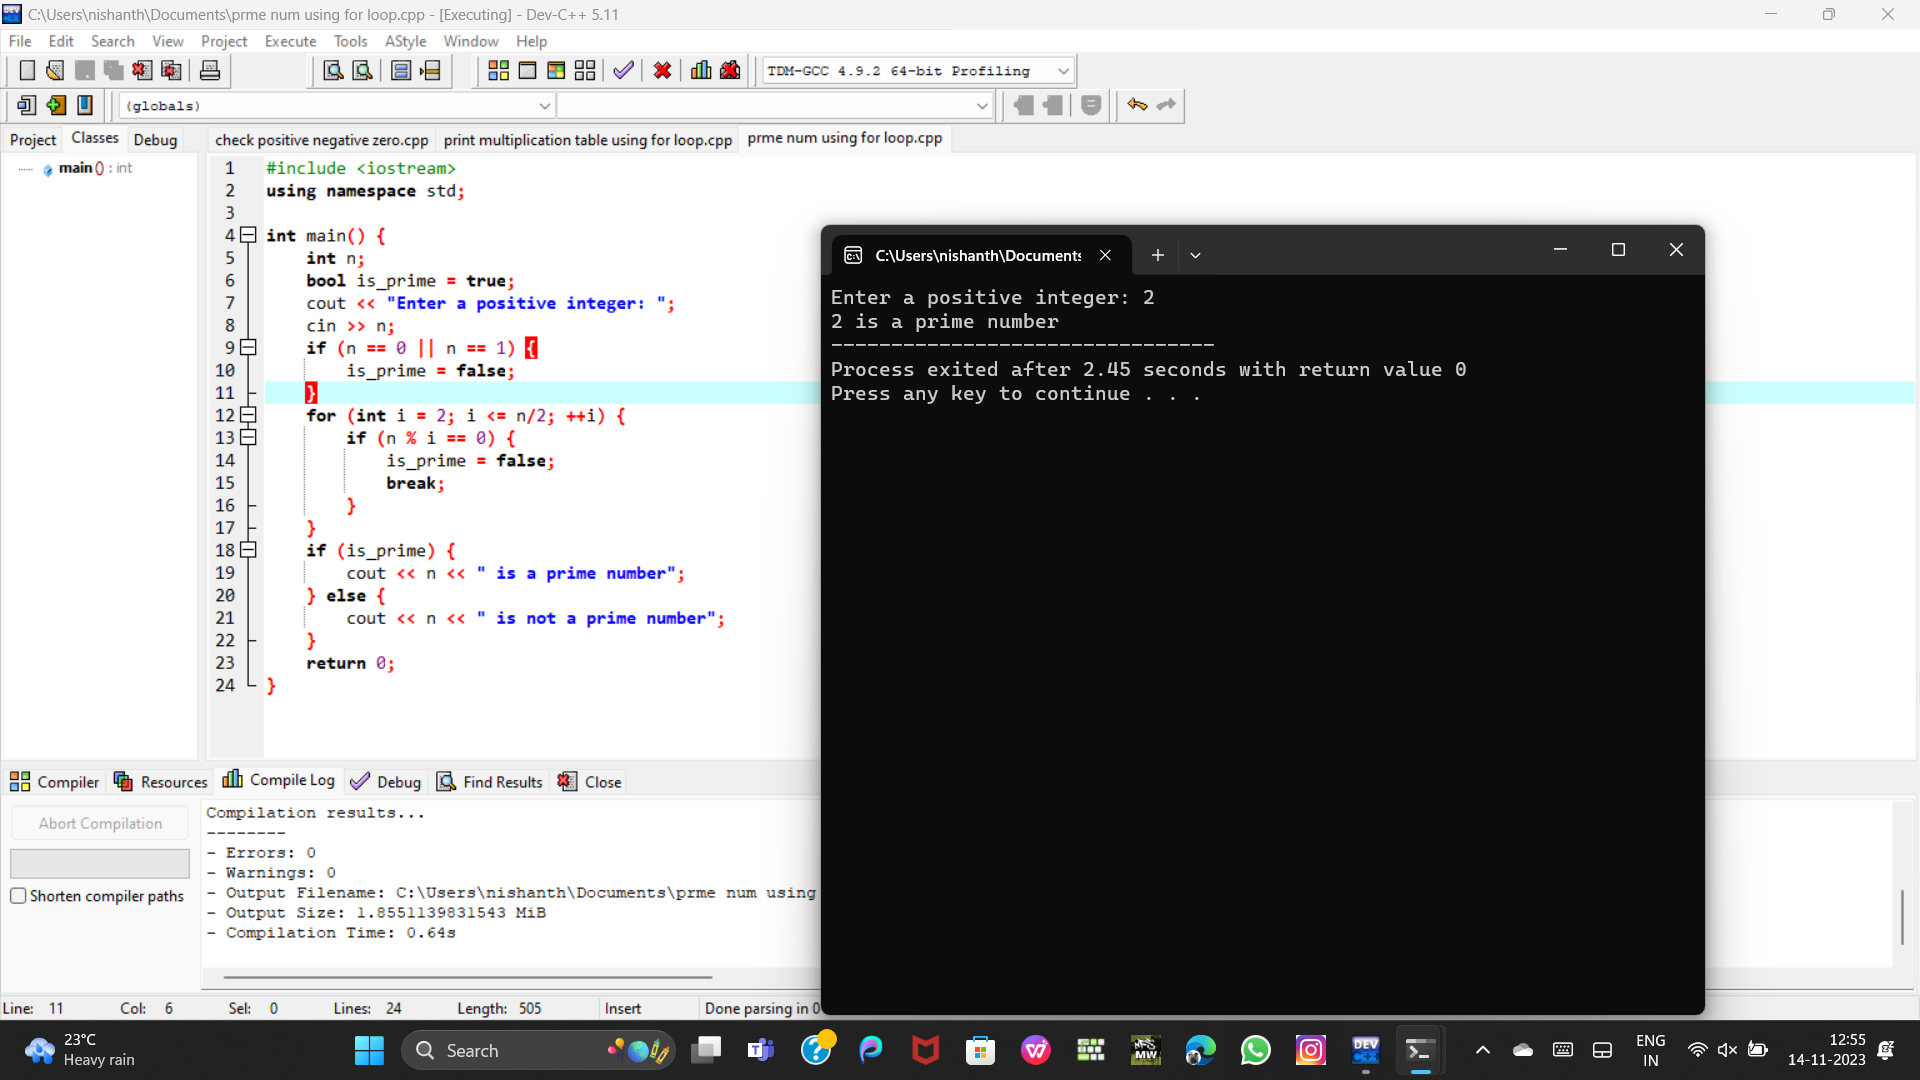 C:\Users\nishanth\Documents\prme num using for loop.cpp - [Executing] - Dev-C++ 5.11
File Edit Search View Project Execute Tools AStyle Window Help
TDM-GCC 4.9.2 64-bit Profiling
(globals)
Project Classes Debug check positive negative zero.cpp print multiplication table using for loop.cpp prme num using for loop.cpp
main () : int
1 #include <iostream>
2 using namespace std;
3
4 int main() {
5 int n;
6 bool is_prime = true;
7 cout << "Enter a positive integer: ";
8 cin >> n;
9 if (n == 0 || n == 1) {
10 is_prime = false;
11 }
12 for (int i = 2; i <= n/2; ++i) {
13 if (n % i == 0) {
14 is_prime = false;
15 break;
16 }
17 }
18 if (is_prime) {
19 cout << n << " is a prime number";
20 } else {
21 cout << n << " is not a prime number";
22 }
23 return 0;
24 }
C:\Users\nishanth\Documents
Enter a positive integer: 2
2 is a prime number
--------------------------------
Process exited after 2.45 seconds with return value 0
Press any key to continue . . .
Compiler Resources Compile Log Debug Find Results Close
Abort Compilation
Shorten compiler paths
Compilation results...
--------
- Errors: 0
- Warnings: 0
- Output Filename: C:\Users\nishanth\Documents\prme num using
- Output Size: 1.8551139831543 MiB
- Compilation Time: 0.64s
Line: 11 Col: 6 Sel: 0 Lines: 24 Length: 505 Insert Done parsing in 0
23°C
Heavy rain
Search
ENG
IN
12:55
14-11-2023